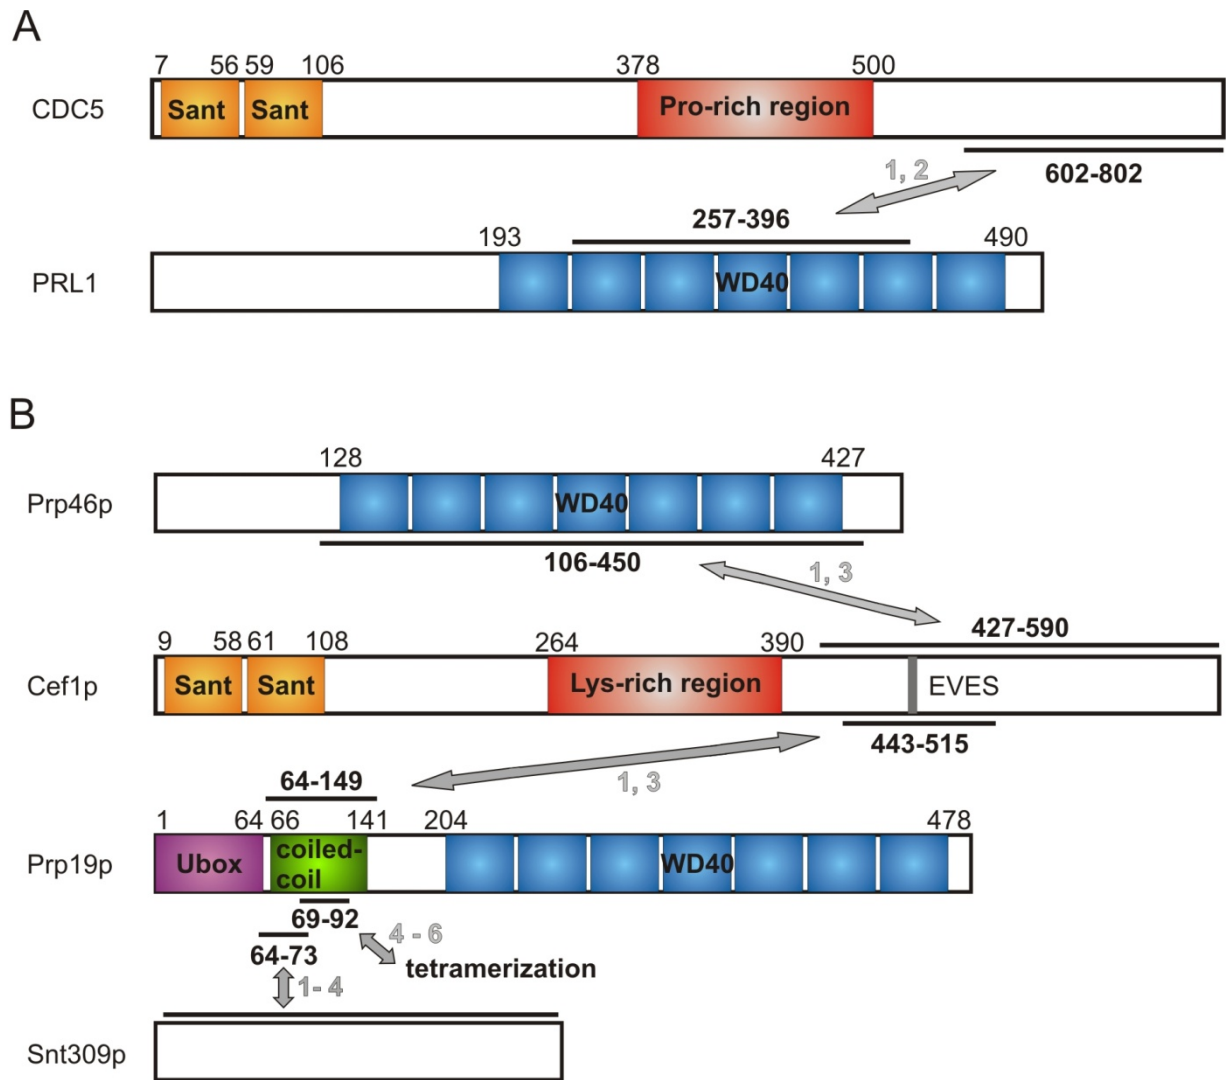 A
7 56 59 106 378 500
CDC5 Sant Sant Pro-rich region
1, 2 602-802
257-396
193 490
PRL1 WD40
B
128 427
Prp46p WD40
106-450
1, 3
427-590
9 58 61 108 264 390
Cef1p Sant Sant Lys-rich region EVES
443-515
1, 3
64-149
1 64 66 141 204 478
Prp19p Ubox coiled-
coil WD40
69-92
4 - 6
64-73
tetramerization
1- 4
Snt309p